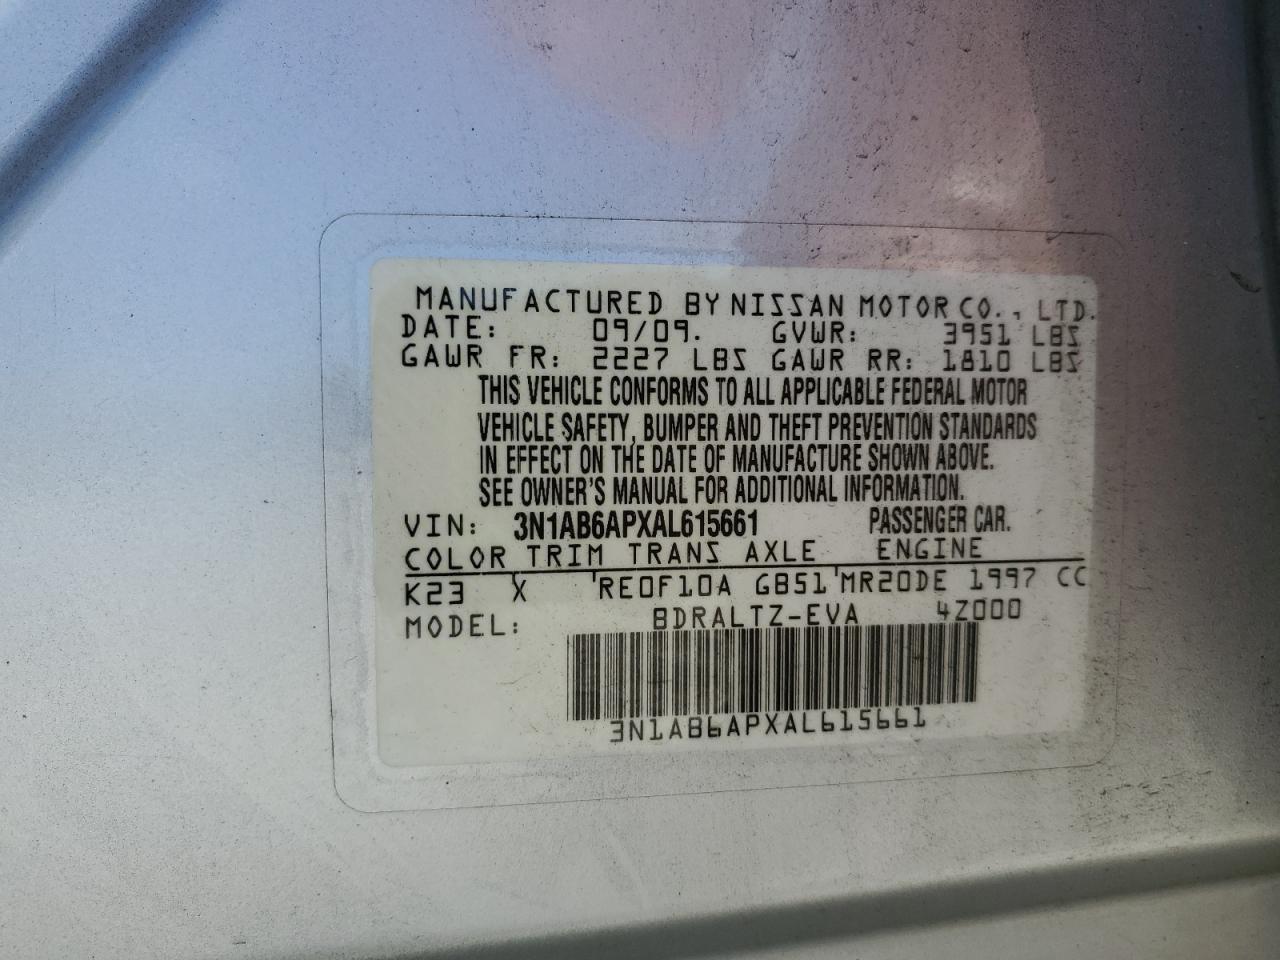 MANUFACTURED BY NISSAN MOTOR CO., LTD.
DATE: 09/09. GVWR: 3951 LBS
GAWR FR: 2227 LBS GAWR RR: 1810 LBS
THIS VEHICLE CONFORMS TO ALL APPLICABLE FEDERAL MOTOR
VEHICLE SAFETY, BUMPER AND THEFT PREVENTION STANDARDS
IN EFFECT ON THE DATE OF MANUFACTURE SHOWN ABOVE.
SEE OWNER'S MANUAL FOR ADDITIONAL INFORMATION.
VIN: 3N1AB6APXAL615661 PASSENGER CAR.
COLOR TRIM TRANS AXLE ENGINE
K23 X RE0F10A GB51 MR20DE 1997 CC
MODEL: BDRALTZ-EVA 4Z000
3N1AB6APXAL615661